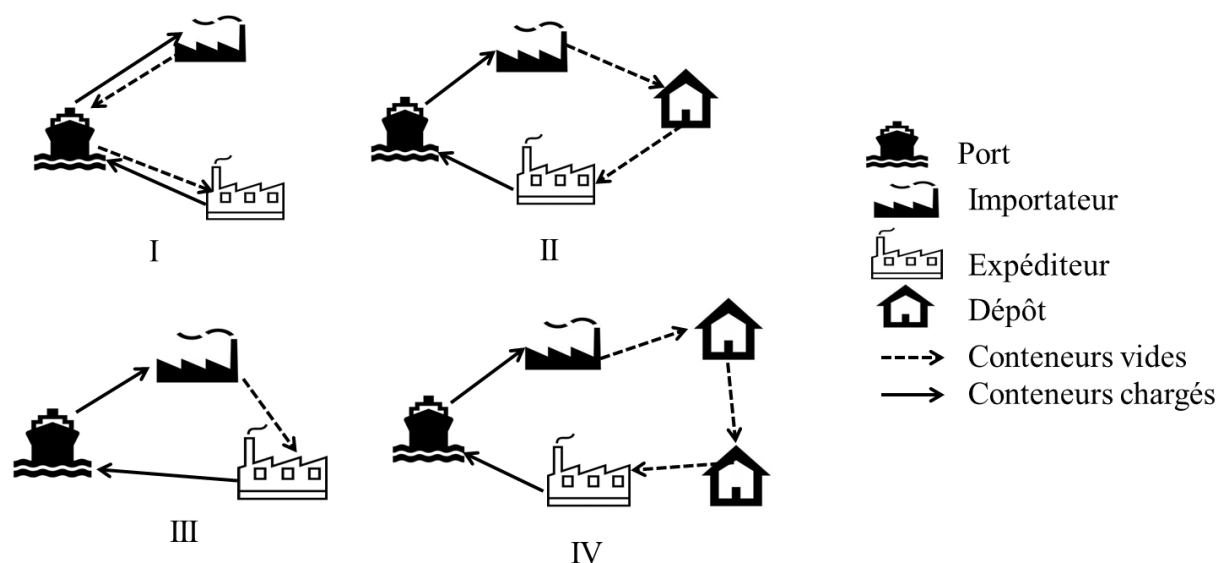 I
II
III
IV
Port
Importateur
Expéditeur
Dépôt
Conteneurs vides
Conteneurs chargés